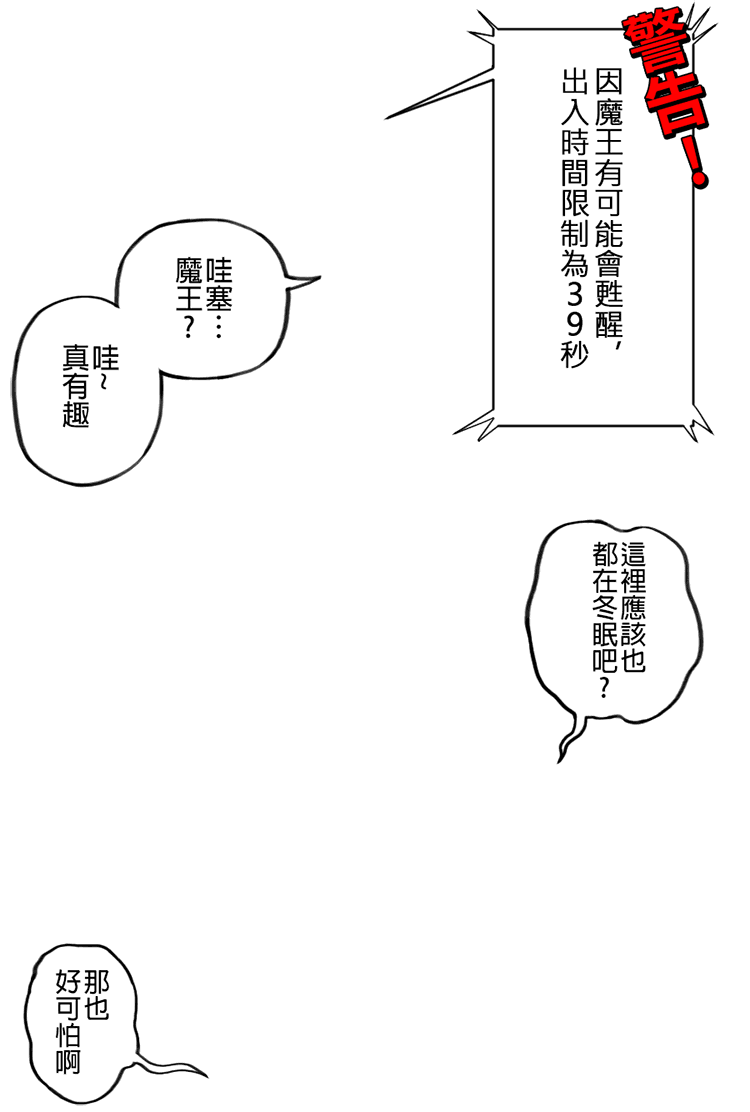 警告!
因魔王有可能會甦醒,
出入時間限制為39秒
哇塞…
魔王?
哇~
真有趣
這裡應該也
都在冬眠吧?
那也
好可怕啊